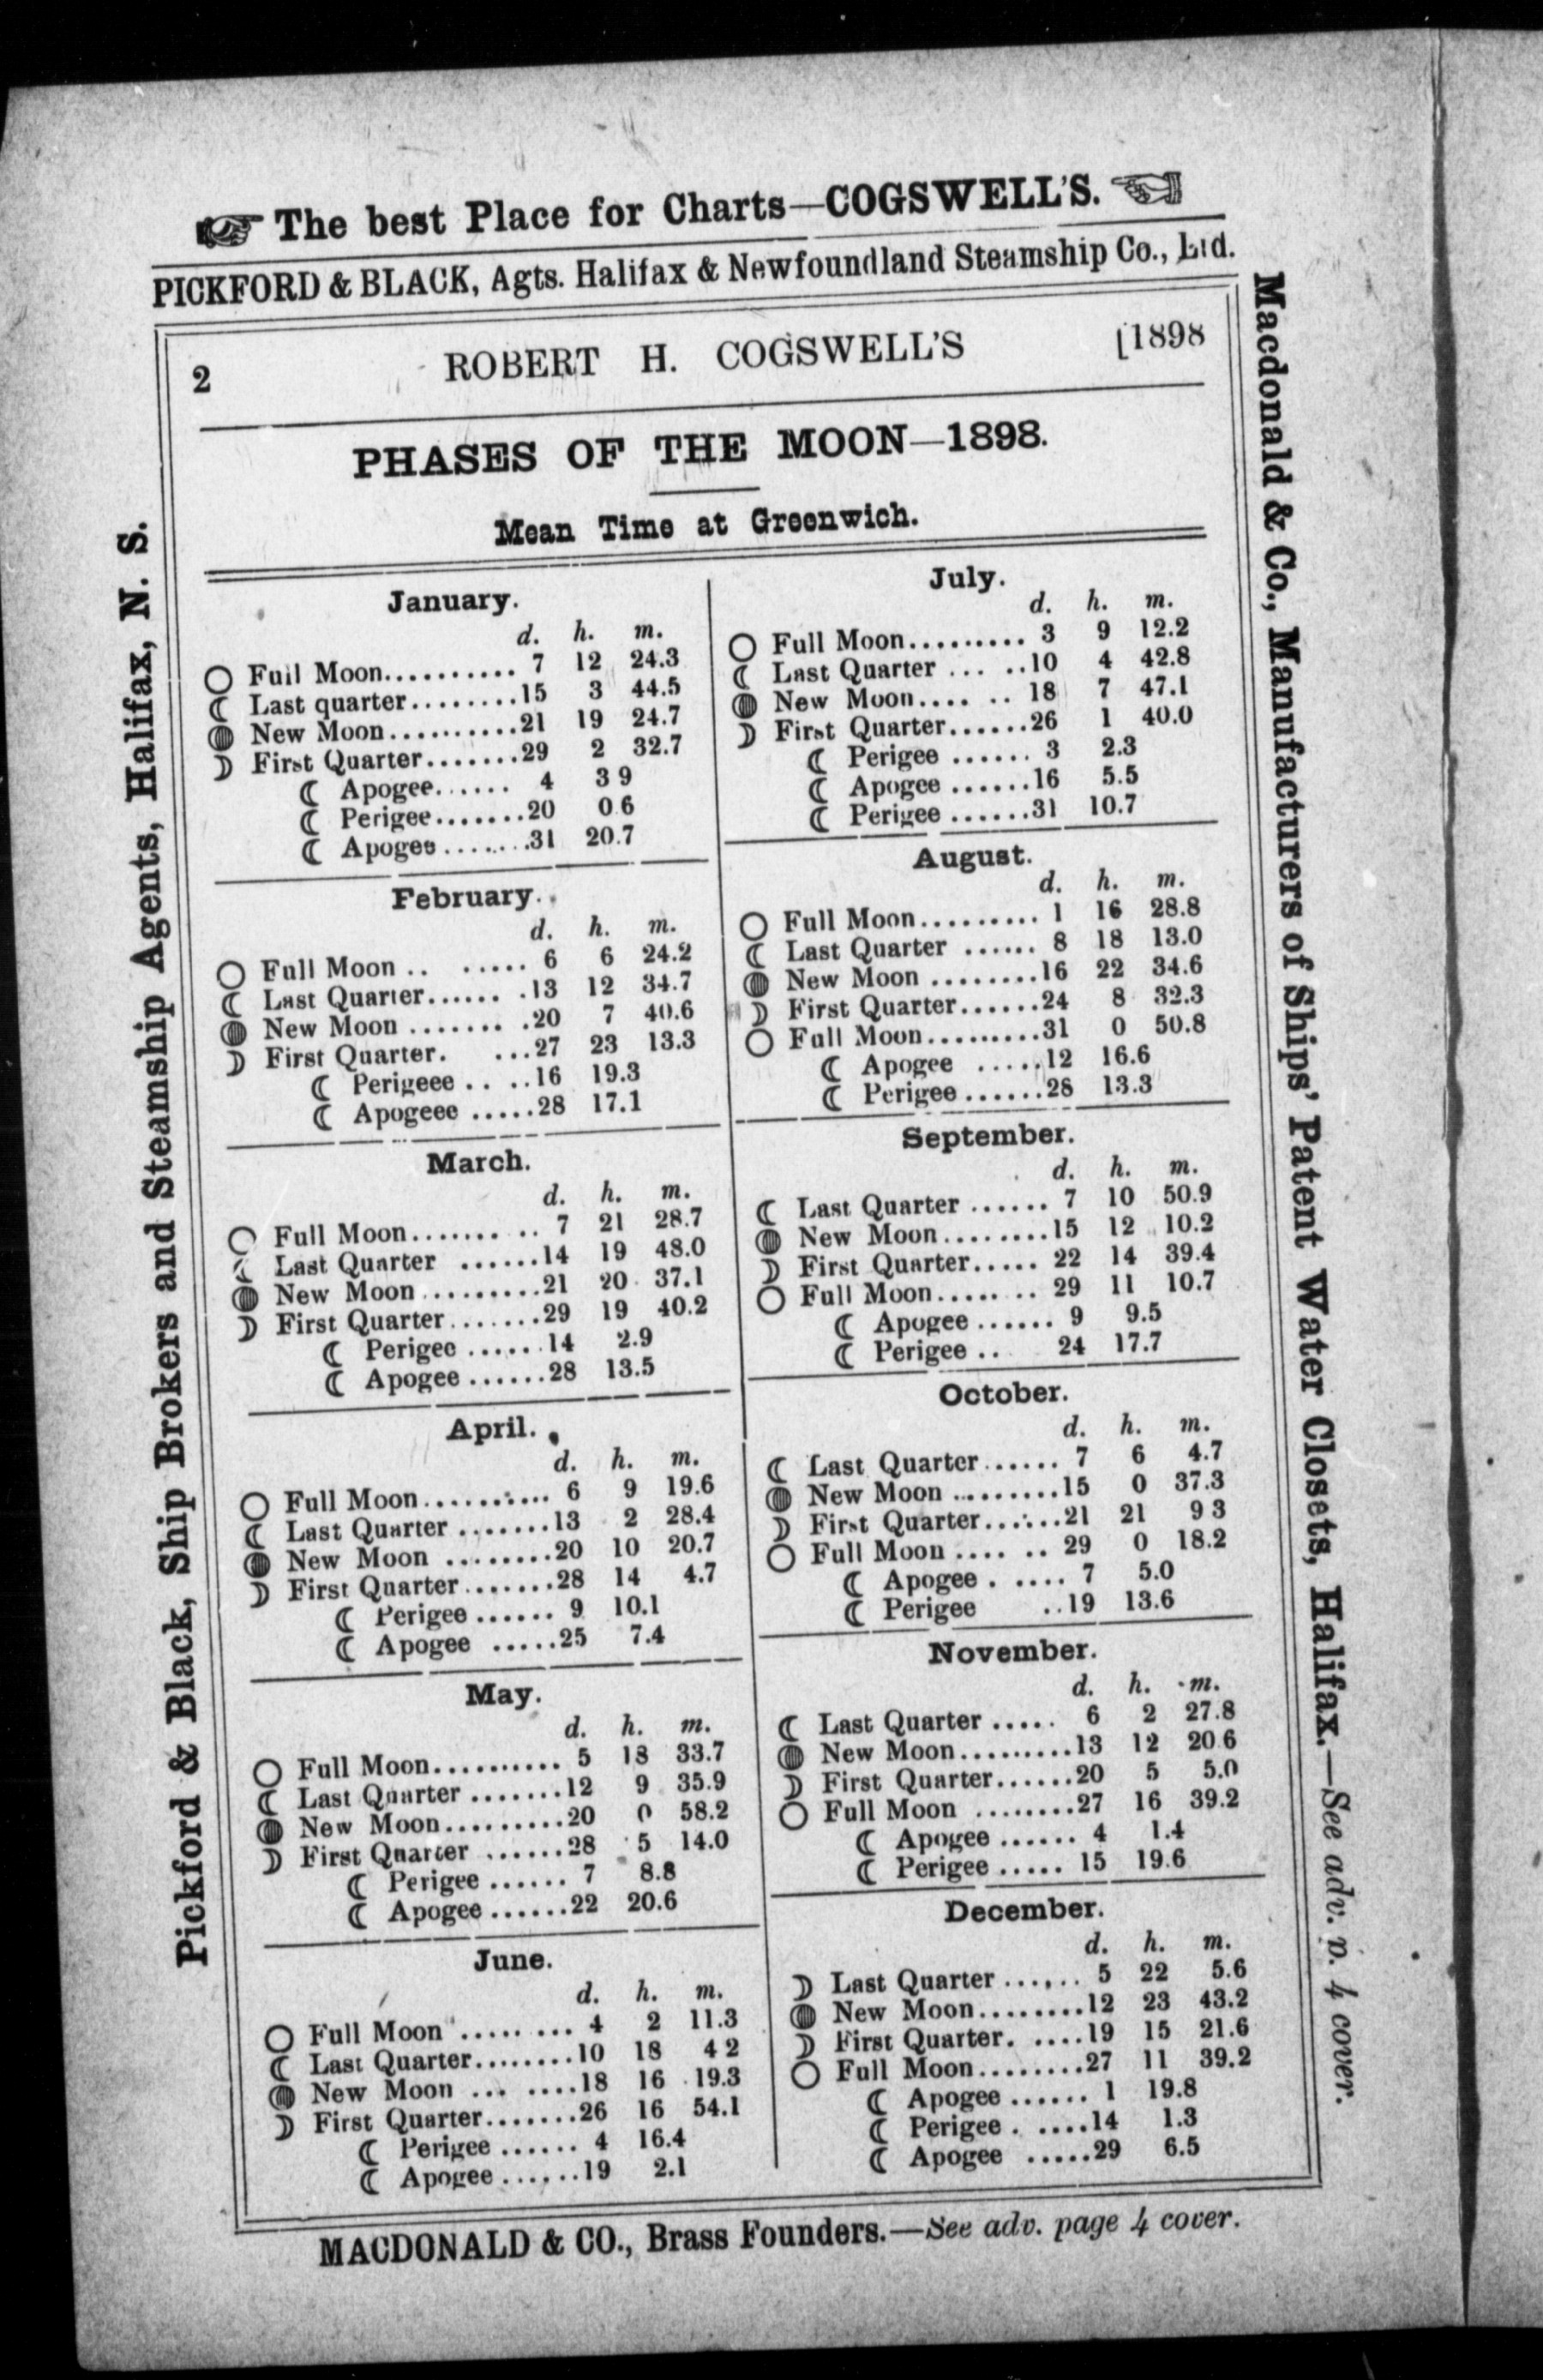 The best Place for Charts—COGSWELL'S.
PICKFORD & BLACK, Agts. Halifax & Newfoundland Steamship Co., Ltd.
2 ROBERT H. COGSWELL'S [1898
PHASES OF THE MOON—1898.
Mean Time at Greenwich.
January.
d. h. m.
Full Moon.......... 7 12 24.3
Last quarter........15 3 44.5
New Moon..........21 19 24.7
First Quarter.......29 2 32.7
Apogee...... 4 3 9
Perigee.......20 0 6
Apogee.......31 20.7
February.
d. h. m.
Full Moon .. ..... 6 6 24.2
Last Quarter...... .13 12 34.7
New Moon ....... .20 7 40.6
First Quarter. ...27 23 13.3
Perigeee .. ..16 19.3
Apogeee .....28 17.1
March.
d. h. m.
Full Moon....... .. 7 21 28.7
Last Quarter ......14 19 48.0
New Moon.........21 20 37.1
First Quarter.......29 19 40.2
Perigee ......14 2.9
Apogee ......28 13.5
April.
d. h. m.
Full Moon........... 6 9 19.6
Last Quarter .......13 2 28.4
New Moon ........20 10 20.7
First Quarter.......28 14 4.7
Perigee ...... 9 10.1
Apogee .....25 7.4
May.
d. h. m.
Full Moon.......... 5 18 33.7
Last Quarter .......12 9 35.9
New Moon.........20 0 58.2
First Quarter ......28 5 14.0
Perigee ...... 7 8.8
Apogee ......22 20.6
June.
d. h. m.
Full Moon ..... ... 4 2 11.3
Last Quarter........10 18 4 2
New Moon ... ....18 16 19.3
First Quarter.......26 16 54.1
Perigee ...... 4 16.4
Apogee .......19 2.1
July.
d. h. m.
Full Moon......... 3 9 12.2
Last Quarter ... ..10 4 42.8
New Moon.... .. 18 7 47.1
First Quarter......26 1 40.0
Perigee ...... 3 2.3
Apogee ......16 5.5
Perigee ......31 10.7
August.
d. h. m.
Full Moon.......... 1 16 28.8
Last Quarter ...... 8 18 13.0
New Moon ........16 22 34.6
First Quarter......24 8 32.3
Full Moon.........31 0 50.8
Apogee .....12 16.6
Perigee ......28 13.3
September.
d. h. m.
Last Quarter ...... 7 10 50.9
New Moon........15 12 10.2
First Quarter..... 22 14 39.4
Full Moon..... .. 29 11 10.7
Apogee ...... 9 9.5
Perigee .. 24 17.7
October.
d. h. m.
Last Quarter...... 7 6 4.7
New Moon .........15 0 37.3
First Quarter.......21 21 9 3
Full Moon .... .. 29 0 18.2
Apogee . .... 7 5.0
Perigee ..19 13.6
November.
d. h. m.
Last Quarter ..... 6 2 27.8
New Moon.........13 12 20 6
First Quarter......20 5 5.0
Full Moon ........27 16 39.2
Apogee ...... 4 1.4
Perigee ..... 15 19.6
December.
d. h. m.
Last Quarter ...... 5 22 5.6
New Moon........12 23 43.2
First Quarter. ....19 15 21.6
Full Moon.........27 11 39.2
Apogee ...... 1 19.8
Perigee . ....14 1.3
Apogee .....29 6.5
MACDONALD & CO., Brass Founders.—See adv. page 4 cover.
Pickford & Black, Ship Brokers and Steamship Agents, Halifax, N. S.
Macdonald & Co., Manufacturers of Ships' Patent Water Closets, Halifax.—See adv. p. 4 cover.